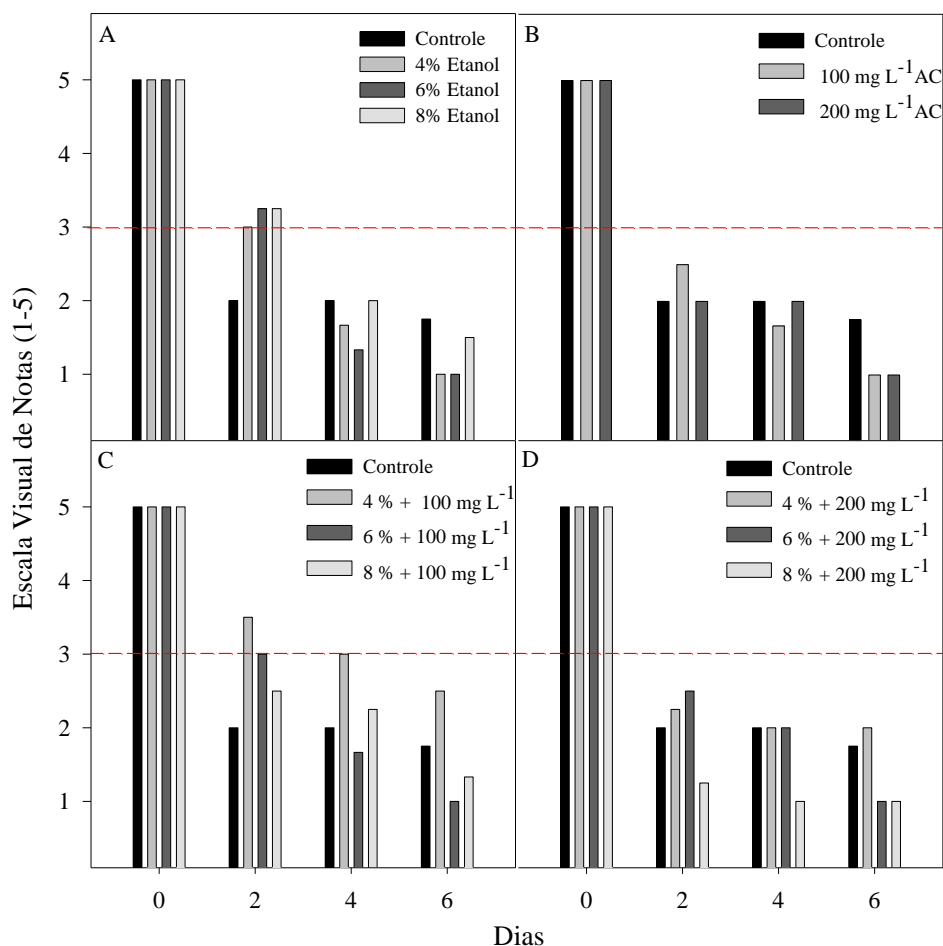 A
Controle
4% Etanol
6% Etanol
8% Etanol
B
Controle
100 mg L⁻¹AC
200 mg L⁻¹AC
5
4
3
2
1
C
Controle
4 % + 100 mg L⁻¹
6 % + 100 mg L⁻¹
8 % + 100 mg L⁻¹
D
Controle
4 % + 200 mg L⁻¹
6 % + 200 mg L⁻¹
8 % + 200 mg L⁻¹
5
4
3
2
1
Escala Visual de Notas (1-5)
0 2 4 6
0 2 4 6
Dias